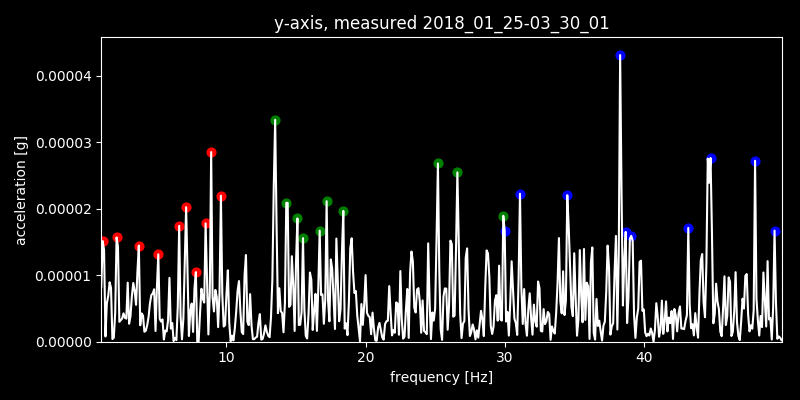 y-axis, measured 2018_01_25-03_30_01
0.00004
0.00003
0.00002
0.00001
0.00000
acceleration [g]
10 20 30 40
frequency [Hz]